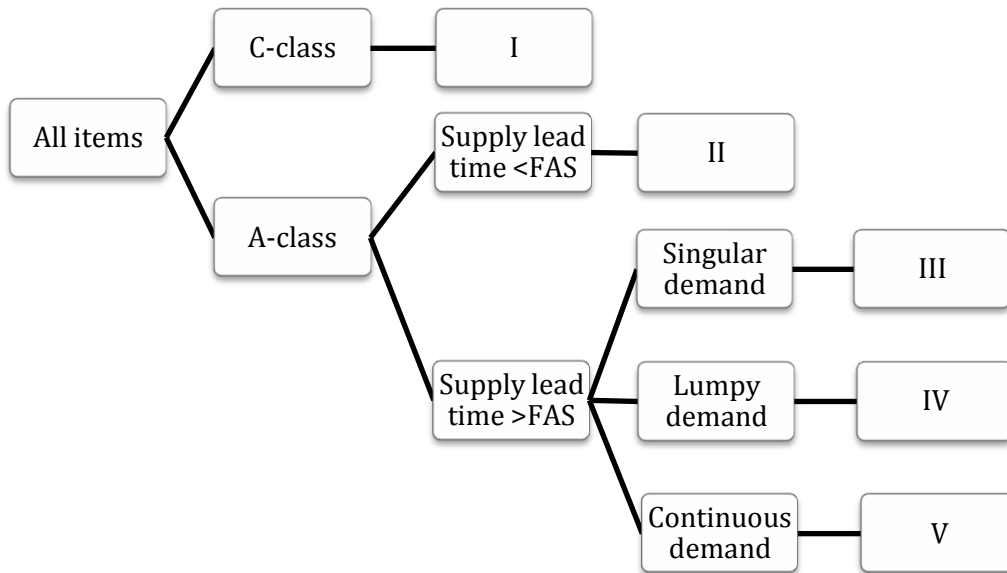 C-class
I
All items
Supply lead
time <FAS
II
A-class
Singular
demand
III
Supply lead
time >FAS
Lumpy
demand
IV
Continuous
demand
V